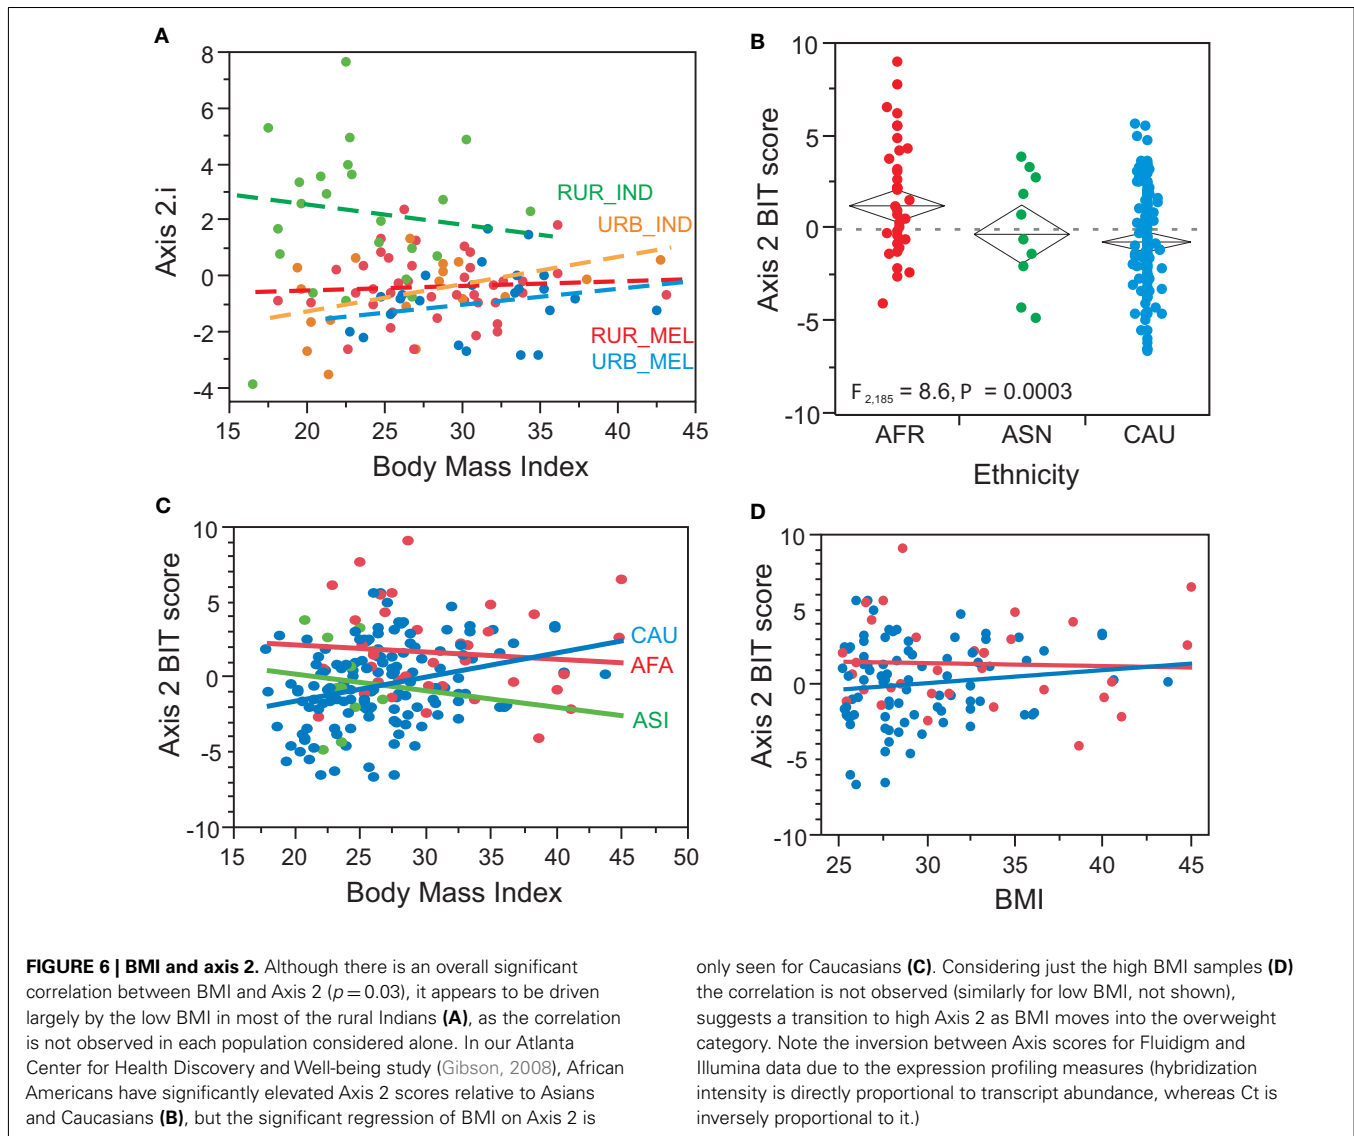 A
8
6
4
2
0
-2
-4
Axis 2.i
RUR_IND
URB_IND
RUR_MEL
URB_MEL
15 20 25 30 35 40 45
Body Mass Index
B
10
5
0
-5
-10
Axis 2 BIT score
F2,185 = 8.6, P = 0.0003
AFR ASN CAU
Ethnicity
C
10
5
0
-5
-10
Axis 2 BIT score
CAU
AFA
ASI
15 20 25 30 35 40 45 50
Body Mass Index
D
10
5
0
-5
-10
Axis 2 BIT score
25 30 35 40 45
BMI
FIGURE 6 | BMI and axis 2. Although there is an overall significant
correlation between BMI and Axis 2 (p = 0.03), it appears to be driven
largely by the low BMI in most of the rural Indians (A), as the correlation
is not observed in each population considered alone. In our Atlanta
Center for Health Discovery and Well-being study (Gibson, 2008), African
Americans have significantly elevated Axis 2 scores relative to Asians
and Caucasians (B), but the significant regression of BMI on Axis 2 is
only seen for Caucasians (C). Considering just the high BMI samples (D)
the correlation is not observed (similarly for low BMI, not shown),
suggests a transition to high Axis 2 as BMI moves into the overweight
category. Note the inversion between Axis scores for Fluidigm and
Illumina data due to the expression profiling measures (hybridization
intensity is directly proportional to transcript abundance, whereas Ct is
inversely proportional to it.)